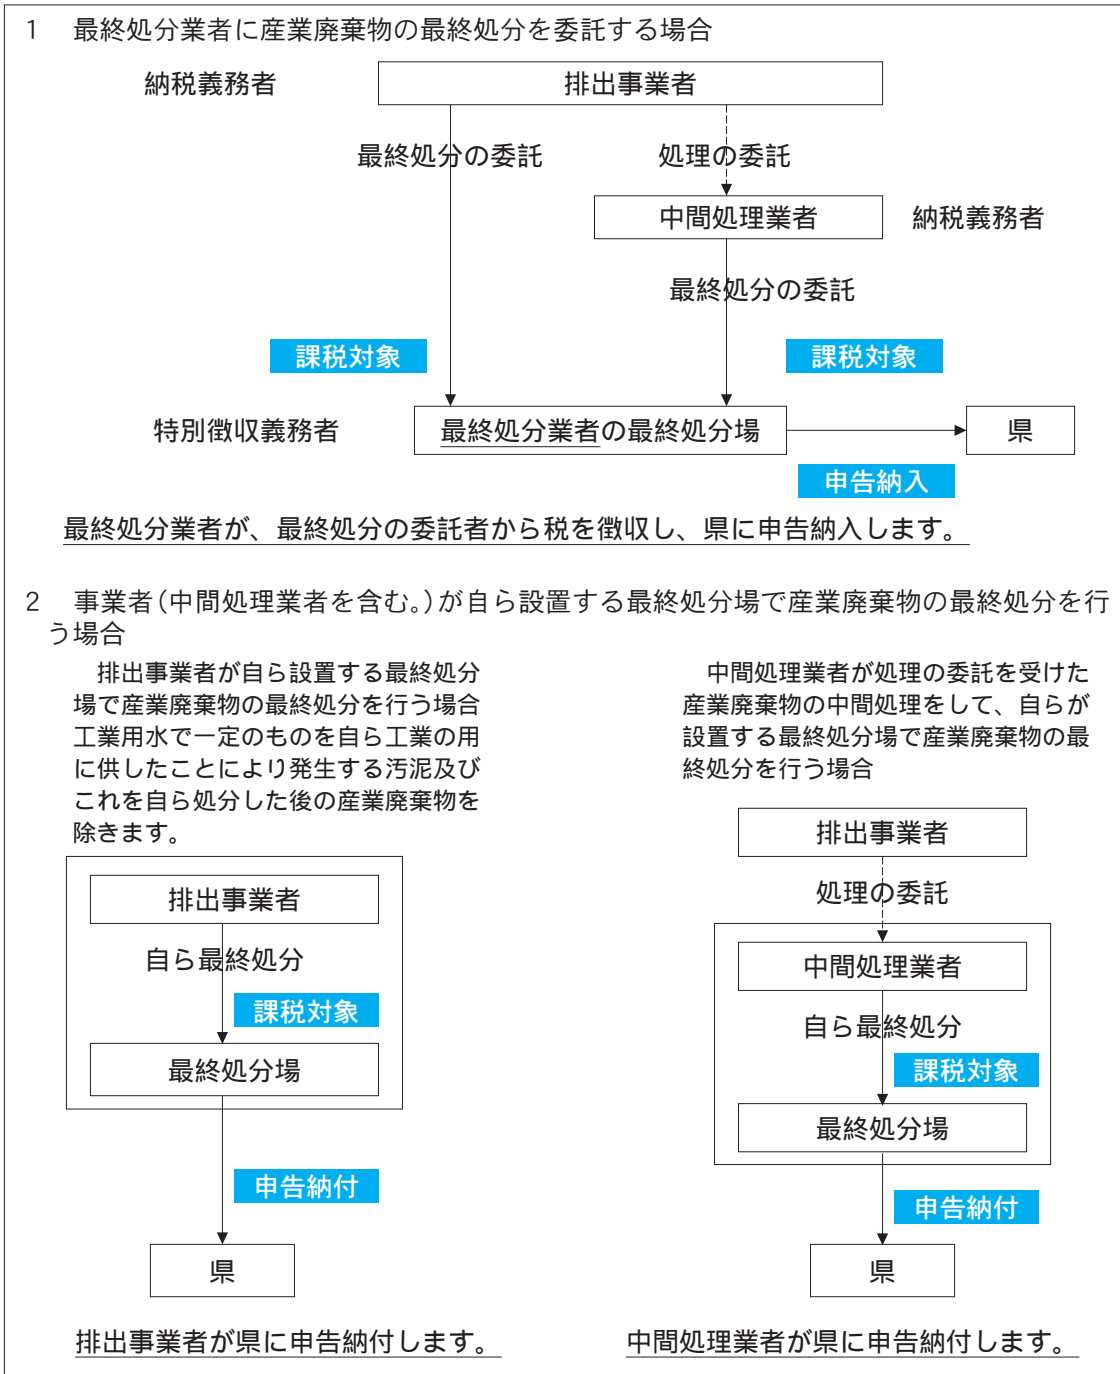 1　最終処分業者に産業廃棄物の最終処分を委託する場合
納税義務者
排出事業者
最終処分の委託
処理の委託
中間処理業者
納税義務者
最終処分の委託
課税対象
課税対象
特別徴収義務者
最終処分業者の最終処分場
県
申告納入
最終処分業者が、最終処分の委託者から税を徴収し、県に申告納入します。
2　事業者(中間処理業者を含む。)が自ら設置する最終処分場で産業廃棄物の最終処分を行
う場合
排出事業者が自ら設置する最終処分
場で産業廃棄物の最終処分を行う場合
工業用水で一定のものを自ら工業の用
に供したことにより発生する汚泥及び
これを自ら処分した後の産業廃棄物を
除きます。
排出事業者
自ら最終処分
課税対象
最終処分場
申告納付
県
排出事業者が県に申告納付します。
中間処理業者が処理の委託を受けた
産業廃棄物の中間処理をして、自らが
設置する最終処分場で産業廃棄物の最
終処分を行う場合
排出事業者
処理の委託
中間処理業者
自ら最終処分
課税対象
最終処分場
申告納付
県
中間処理業者が県に申告納付します。